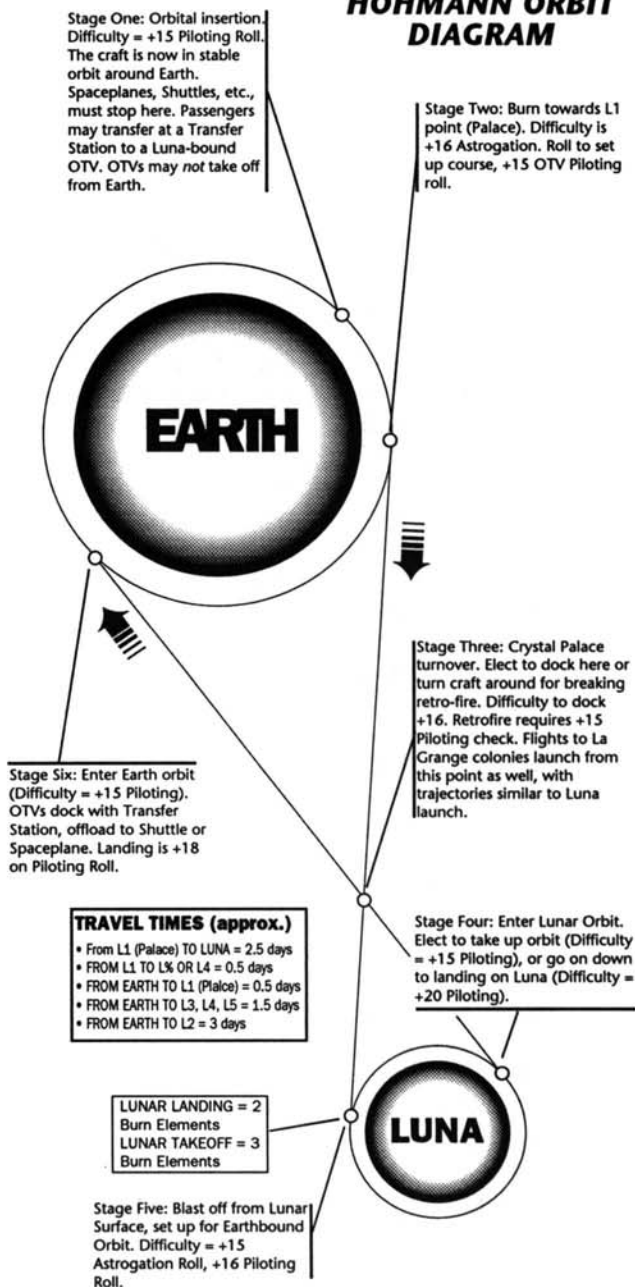 HOHMANN ORBIT
DIAGRAM
Stage One: Orbital insertion.
Difficulty = +15 Piloting Roll.
The craft is now in stable
orbit around Earth.
Spaceplanes, Shuttles, etc.,
must stop here. Passengers
may transfer at a Transfer
Station to a Luna-bound
OTV. OTVs may not take off
from Earth.
Stage Two: Burn towards L1
point (Palace). Difficulty is
+16 Astrogation. Roll to set
up course, +15 OTV Piloting
roll.
EARTH
Stage Three: Crystal Palace
turnover. Elect to dock here or
turn craft around for breaking
retro-fire. Difficulty to dock
+16. Retrofire requires +15
Piloting check. Flights to La
Grange colonies launch from
this point as well, with
trajectories similar to Luna
launch.
Stage Six: Enter Earth orbit
(Difficulty = +15 Piloting).
OTVs dock with Transfer
Station, offload to Shuttle or
Spaceplane. Landing is +18
on Piloting Roll.
TRAVEL TIMES (approx.)
• From L1 (Palace) TO LUNA = 2.5 days
• FROM L1 TO L% OR L4 = 0.5 days
• FROM EARTH TO L1 (Plalce) = 0.5 days
• FROM EARTH TO L3, L4, L5 = 1.5 days
• FROM EARTH TO L2 = 3 days
Stage Four: Enter Lunar Orbit.
Elect to take up orbit (Difficulty
= +15 Piloting), or go on down
to landing on Luna (Difficulty =
+20 Piloting).
LUNAR LANDING = 2
Burn Elements
LUNAR TAKEOFF = 3
Burn Elements
LUNA
Stage Five: Blast off from Lunar
Surface, set up for Earthbound
Orbit. Difficulty = +15
Astrogation Roll, +16 Piloting
Roll.